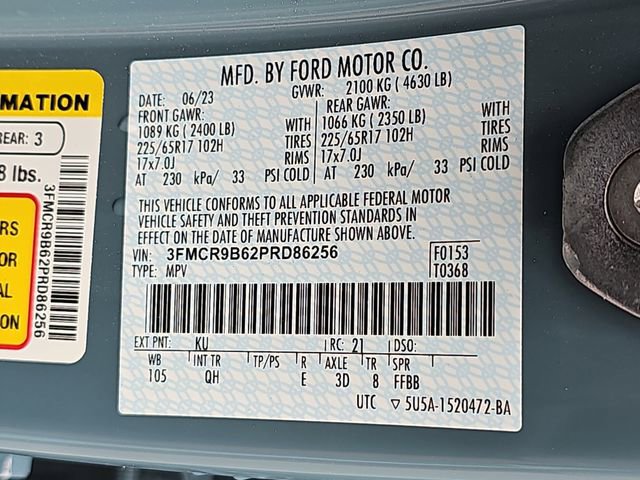 RMATION
REAR: 3
8 lbs.
RS
OR
AL
ON
3FMCR9B62PRD86256
MFD. BY FORD MOTOR CO.
DATE: 06/23 GVWR: 2100 KG ( 4630 LB)
FRONT GAWR: REAR GAWR:
1089 KG ( 2400 LB) WITH 1066 KG ( 2350 LB) WITH
225/65R17 102H TIRES 225/65R17 102H TIRES
17x7.0J RIMS 17x7.0J RIMS
AT 230 kPa/ 33 PSI COLD AT 230 kPa/ 33 PSI COLD
THIS VEHICLE CONFORMS TO ALL APPLICABLE FEDERAL MOTOR
VEHICLE SAFETY AND THEFT PREVENTION STANDARDS IN
EFFECT ON THE DATE OF MANUFACTURE SHOWN ABOVE.
VIN: 3FMCR9B62PRD86256 F0153
TYPE: MPV T0368
EXT PNT: KU RC: 21 DSO:
WB INT TR TP/PS R AXLE TR SPR
105 QH E 3D 8 FFBB
UTC ▽ 5U5A-1520472-BA